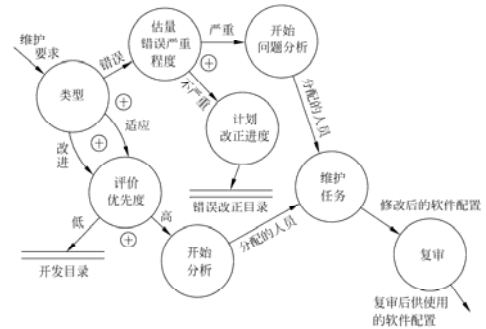 维护
要求
类型
错误
估量
错误严重
程度
严重
开始
问题分析
不严重
计划
改正进度
错误改正目录
分配的人员
适应
改
进
评价
优先度
低
开发目录
高
开始
分析
分配的人员
维护
任务
修改后的软件配置
复审
复审后供使用
的软件配置